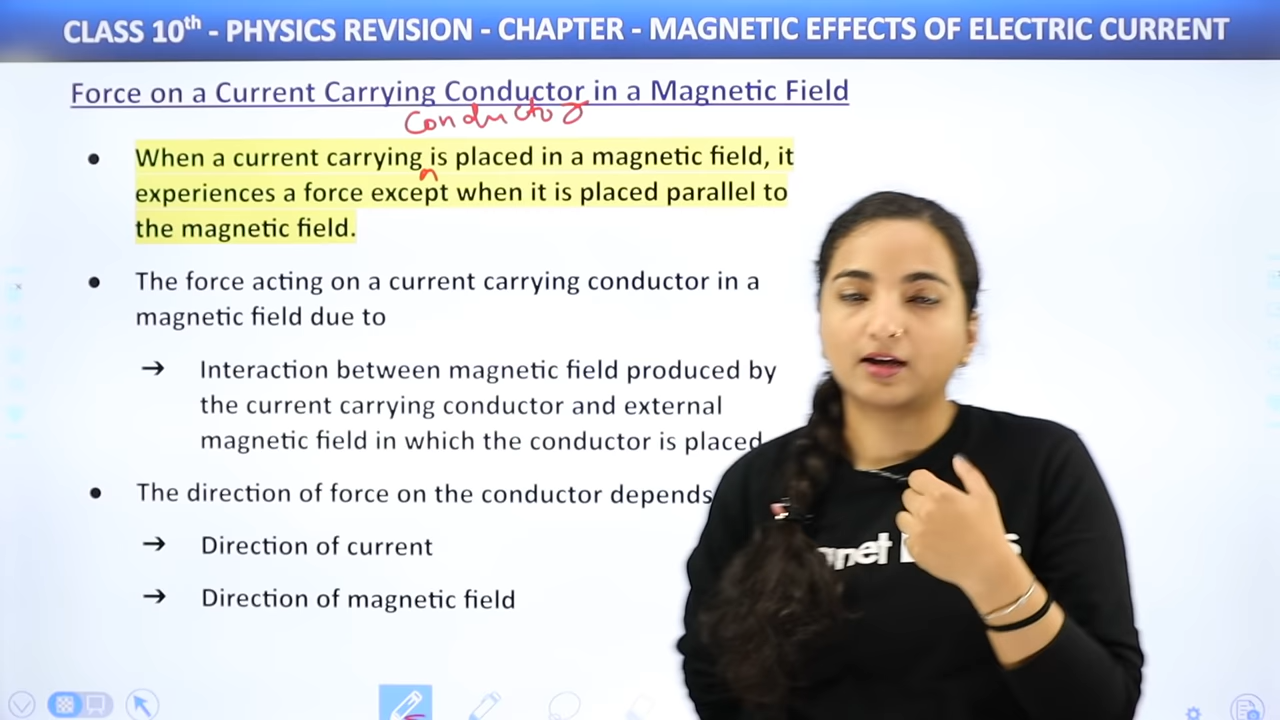 CLASS 10th - PHYSICS REVISION - CHAPTER - MAGNETIC EFFECTS OF ELECTRIC CURRENT
Force on a Current Carrying Conductor in a Magnetic Field
Conductor
• When a current carrying is placed in a magnetic field, it
experiences a force except when it is placed parallel to
the magnetic field.
• The force acting on a current carrying conductor in a
magnetic field due to
→ Interaction between magnetic field produced by
the current carrying conductor and external
magnetic field in which the conductor is placed
• The direction of force on the conductor depends
→ Direction of current
→ Direction of magnetic field